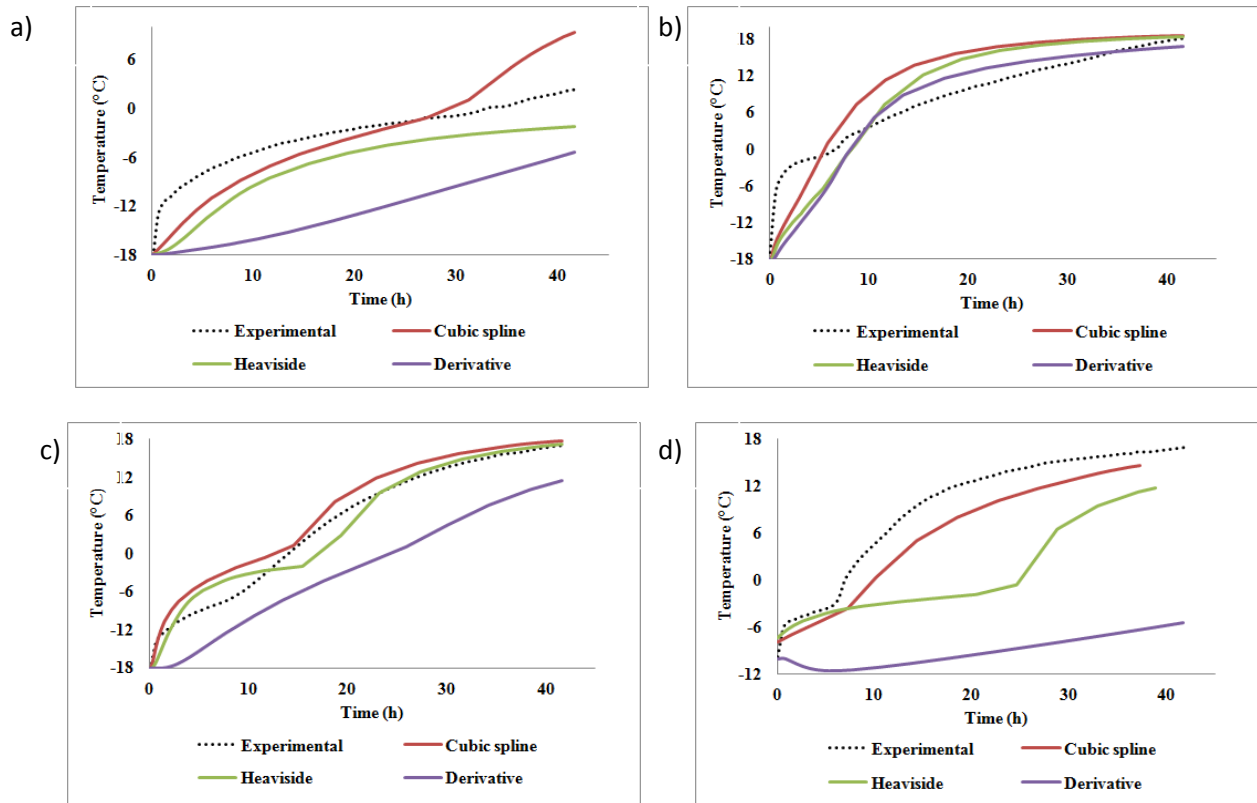 a)
6
0
-6
-12
-18
Temperature (°C)
0 10 20 30 40
Time (h)
Experimental Cubic spline
Heaviside Derivative
b)
18
12
6
0
-6
-12
-18
Temperature (°C)
0 10 20 30 40
Time (h)
Experimental Cubic spline
Heaviside Derivative
c)
18
12
6
0
-6
-12
-18
Temperature (°C)
0 10 20 30 40
Time (h)
Experimental Cubic spline
Heaviside Derivative
d)
18
12
6
0
-6
-12
Temperature (°C)
0 10 20 30 40
Time (h)
Experimental Cubic spline
Heaviside Derivative